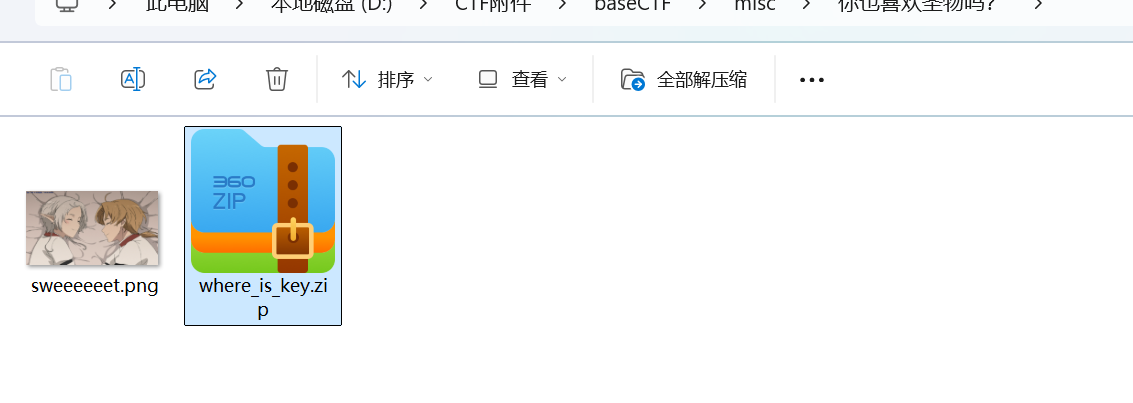 此电脑 > 本地磁盘 (D:) > CTF附件 > baseCTF > misc > 你也喜欢圣物吗? >
排序 查看 全部解压缩 •••
360
ZIP
sweeeeeet.png where_is_key.zi
p